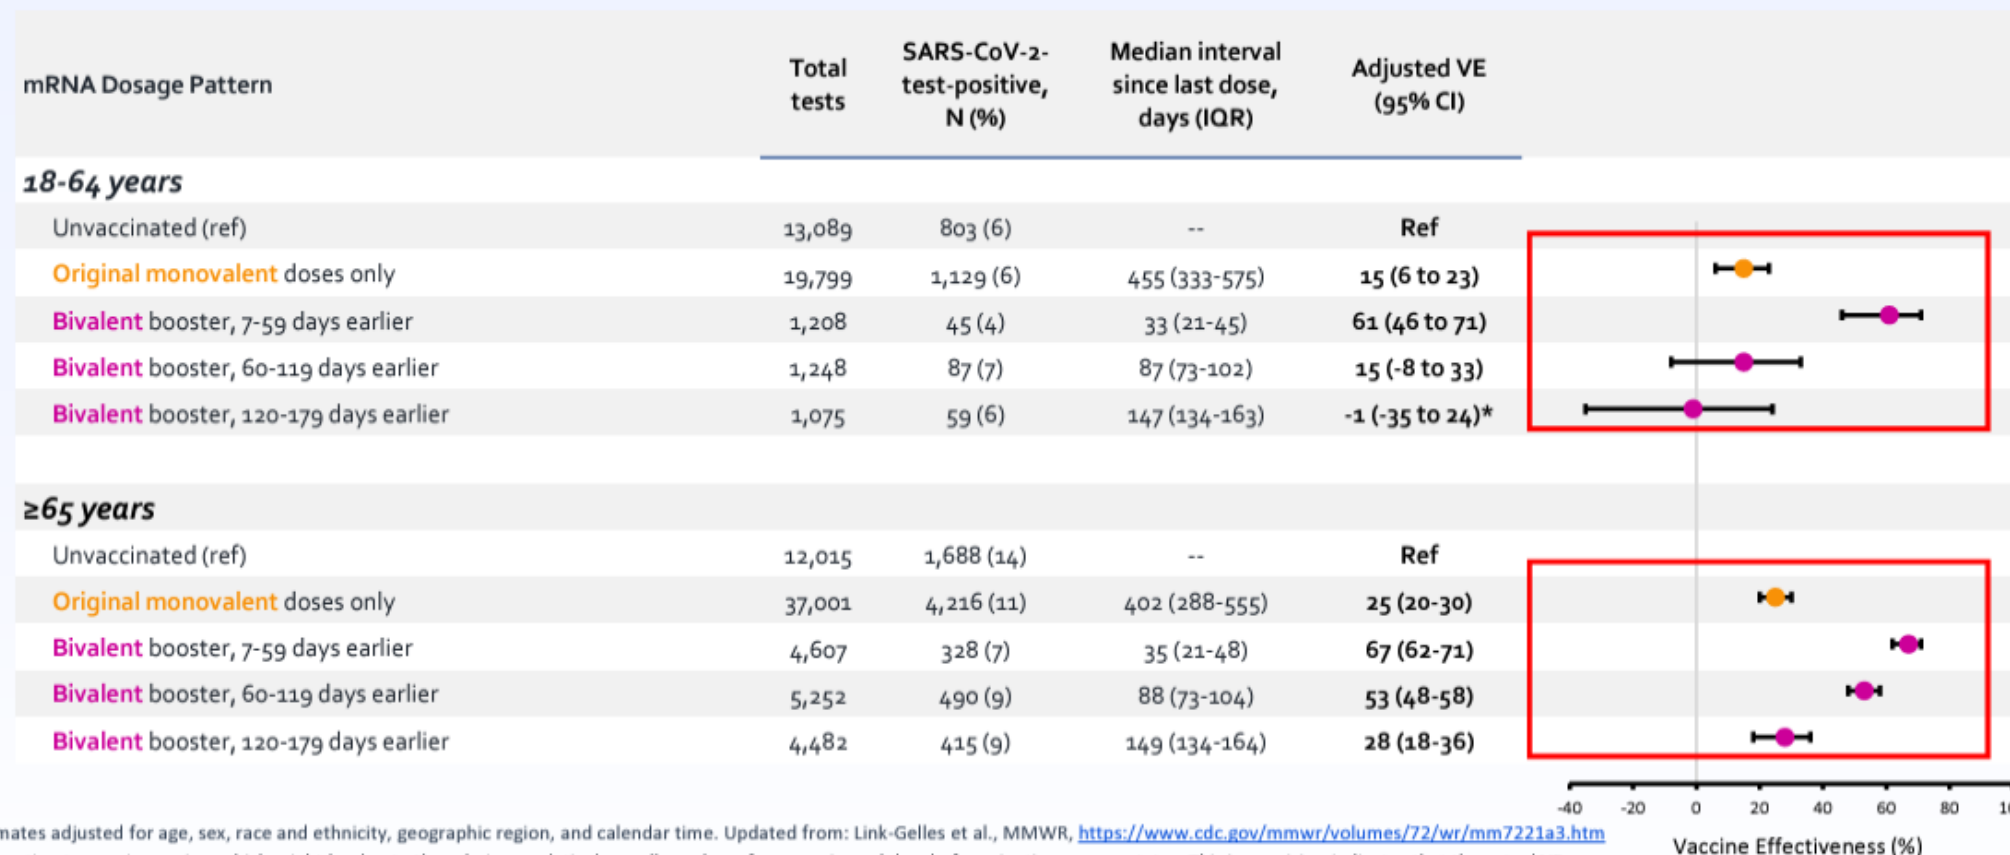 mRNA Dosage Pattern
Total tests
SARS-CoV-2-test-positive, N (%)
Median interval since last dose, days (IQR)
Adjusted VE (95% CI)
18-64 years
Unvaccinated (ref) 13,089 803 (6) -- Ref
Original monovalent doses only 19,799 1,129 (6) 455 (333-575) 15 (6 to 23)
Bivalent booster, 7-59 days earlier 1,208 45 (4) 33 (21-45) 61 (46 to 71)
Bivalent booster, 60-119 days earlier 1,248 87 (7) 87 (73-102) 15 (-8 to 33)
Bivalent booster, 120-179 days earlier 1,075 59 (6) 147 (134-163) -1 (-35 to 24)*
≥65 years
Unvaccinated (ref) 12,015 1,688 (14) -- Ref
Original monovalent doses only 37,001 4,216 (11) 402 (288-555) 25 (20-30)
Bivalent booster, 7-59 days earlier 4,607 328 (7) 35 (21-48) 67 (62-71)
Bivalent booster, 60-119 days earlier 5,252 490 (9) 88 (73-104) 53 (48-58)
Bivalent booster, 120-179 days earlier 4,482 415 (9) 149 (134-164) 28 (18-36)
-40 -20 0 20 40 60 80
mates adjusted for age, sex, race and ethnicity, geographic region, and calendar time. Updated from: Link-Gelles et al., MMWR, https://www.cdc.gov/mmwr/volumes/72/wr/mm7221a3.htm
Vaccine Effectiveness (%)